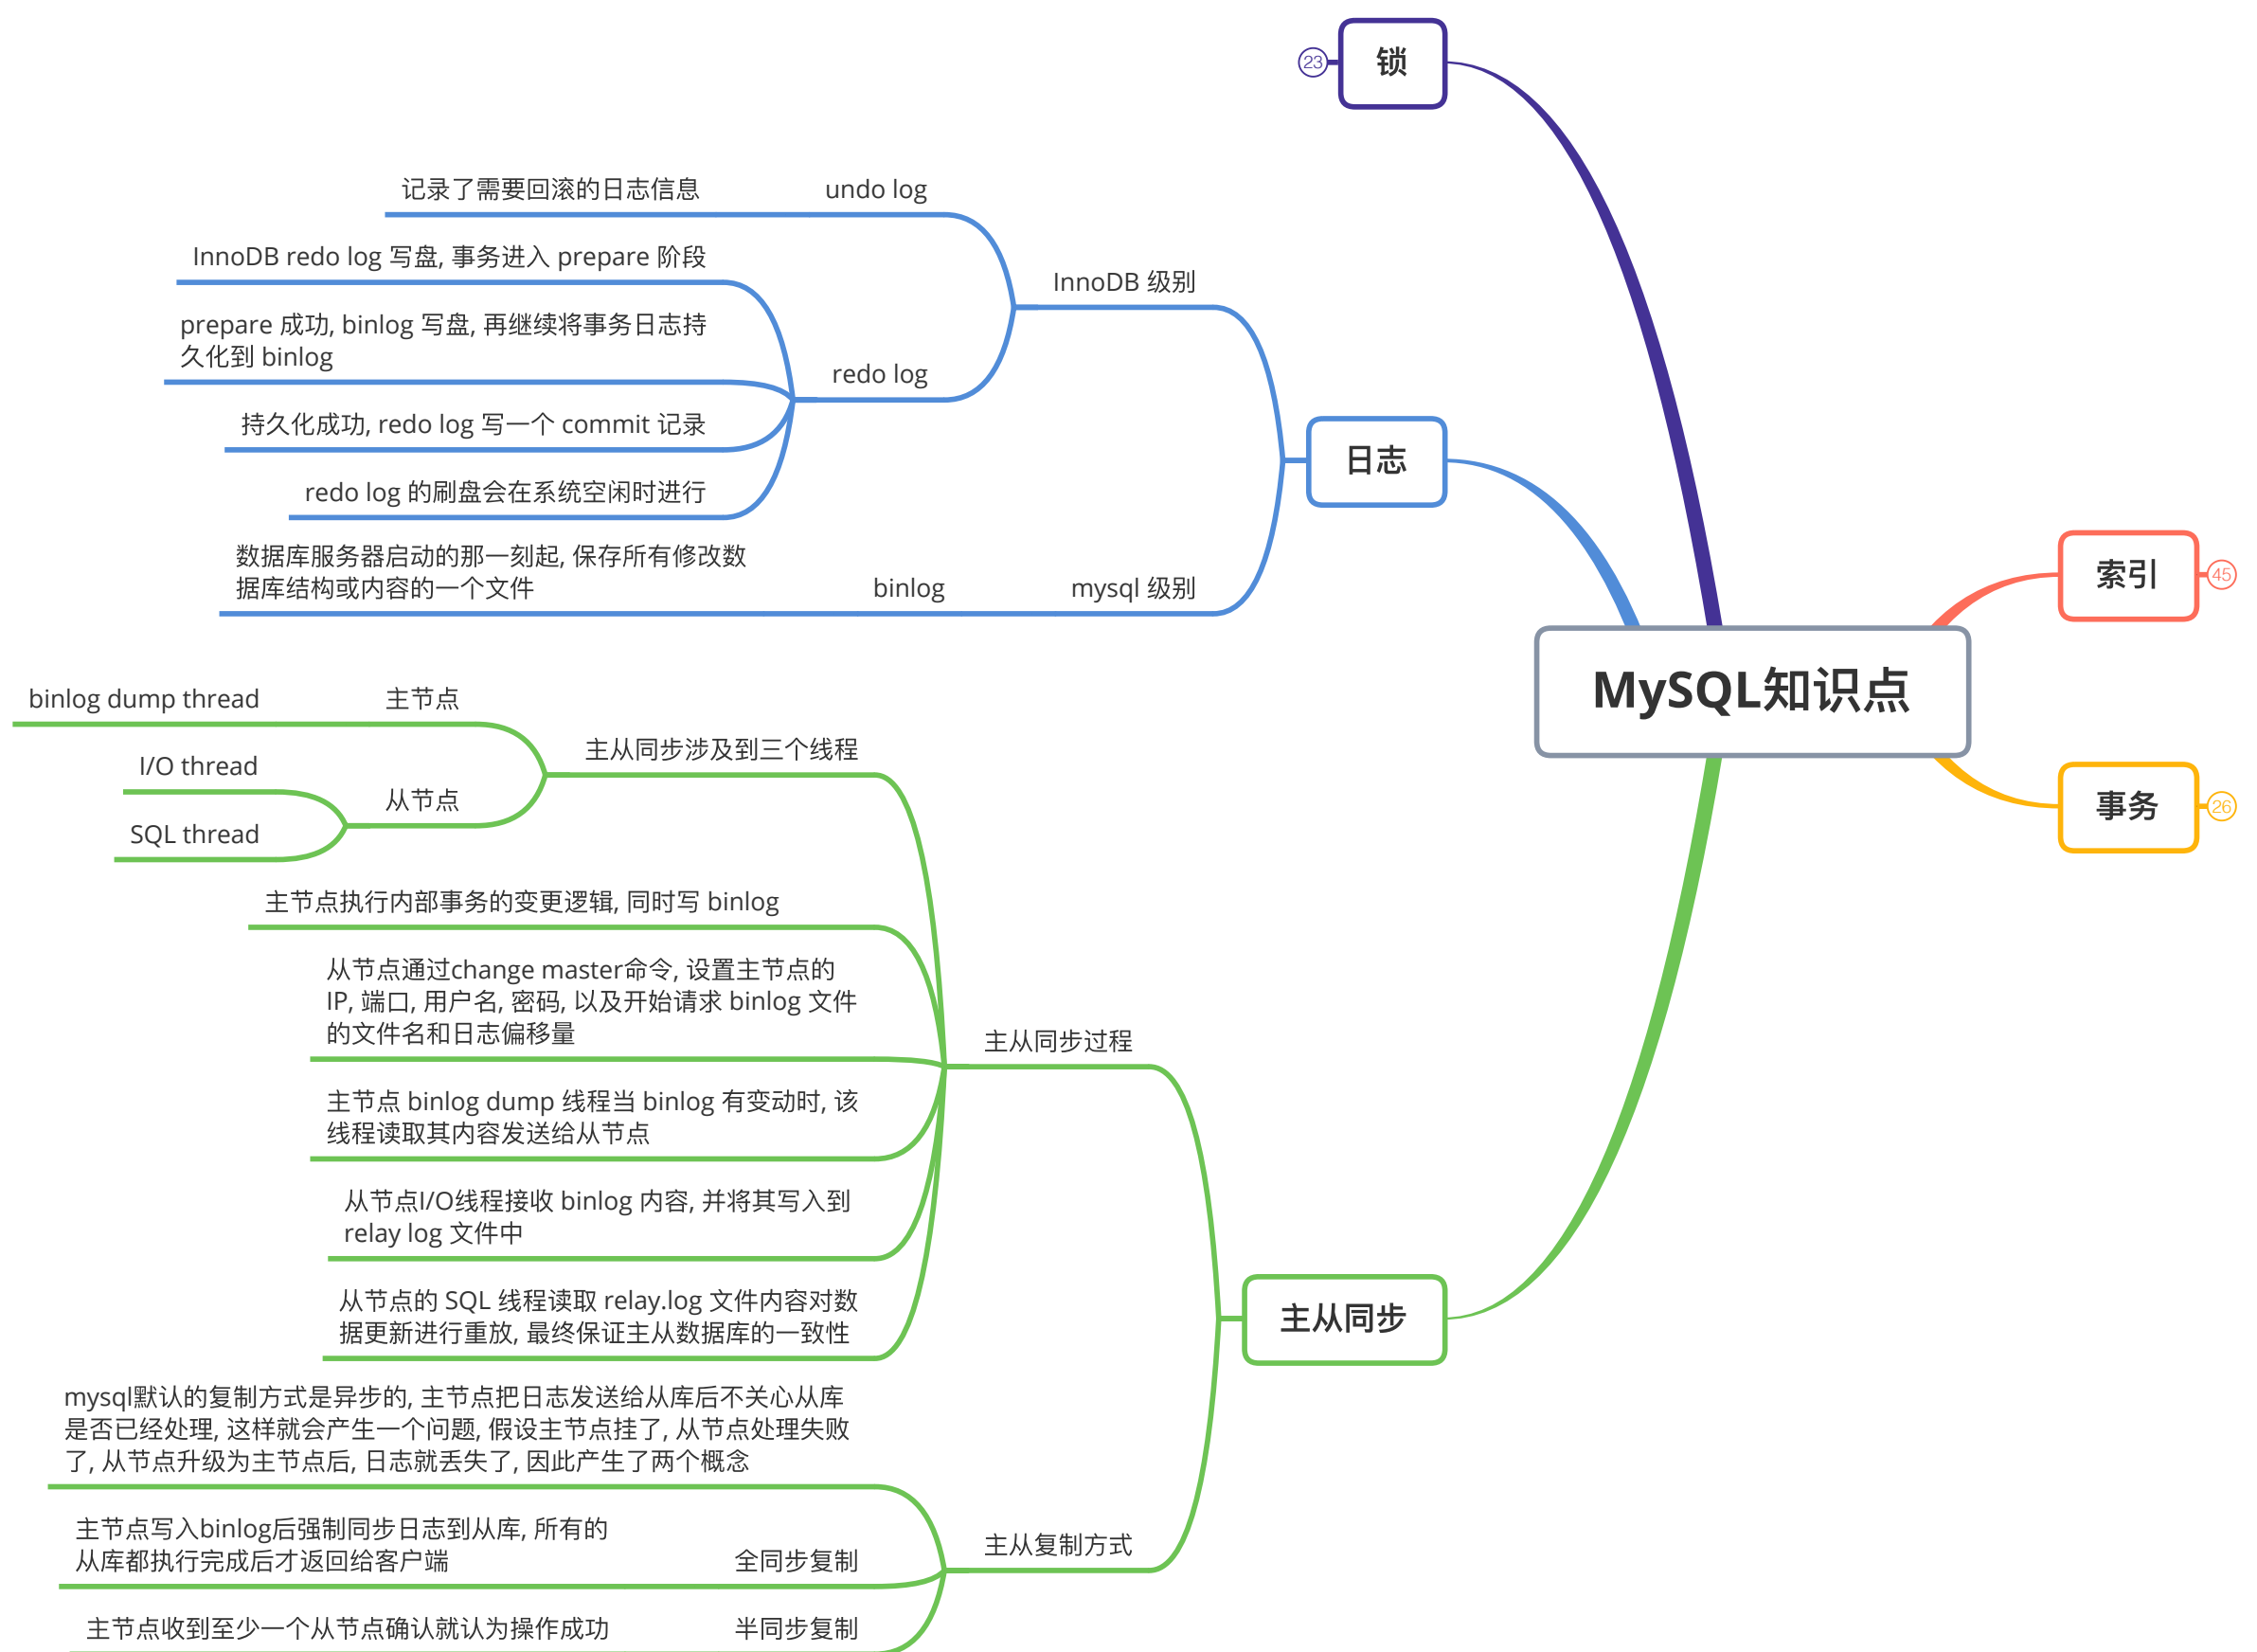 锁
23
记录了需要回滚的日志信息
undo log
InnoDB redo log 写盘, 事务进入 prepare 阶段
InnoDB 级别
prepare 成功, binlog 写盘, 再继续将事务日志持
久化到 binlog
redo log
持久化成功, redo log 写一个 commit 记录
日志
redo log 的刷盘会在系统空闲时进行
数据库服务器启动的那一刻起, 保存所有修改数
据库结构或内容的一个文件
binlog
mysql 级别
索引
45
MySQL知识点
事务
26
binlog dump thread
主节点
主从同步涉及到三个线程
I/O thread
从节点
SQL thread
主节点执行内部事务的变更逻辑, 同时写 binlog
从节点通过change master命令, 设置主节点的
IP, 端口, 用户名, 密码, 以及开始请求 binlog 文件
的文件名和日志偏移量
主从同步过程
主节点 binlog dump 线程当 binlog 有变动时, 该
线程读取其内容发送给从节点
从节点I/O线程接收 binlog 内容, 并将其写入到
relay log 文件中
从节点的 SQL 线程读取 relay.log 文件内容对数
据更新进行重放, 最终保证主从数据库的一致性
主从同步
mysql默认的复制方式是异步的, 主节点把日志发送给从库后不关心从库
是否已经处理, 这样就会产生一个问题, 假设主节点挂了, 从节点处理失败
了, 从节点升级为主节点后, 日志就丢失了, 因此产生了两个概念
主节点写入binlog后强制同步日志到从库, 所有的
从库都执行完成后才返回给客户端
全同步复制
主从复制方式
主节点收到至少一个从节点确认就认为操作成功
半同步复制